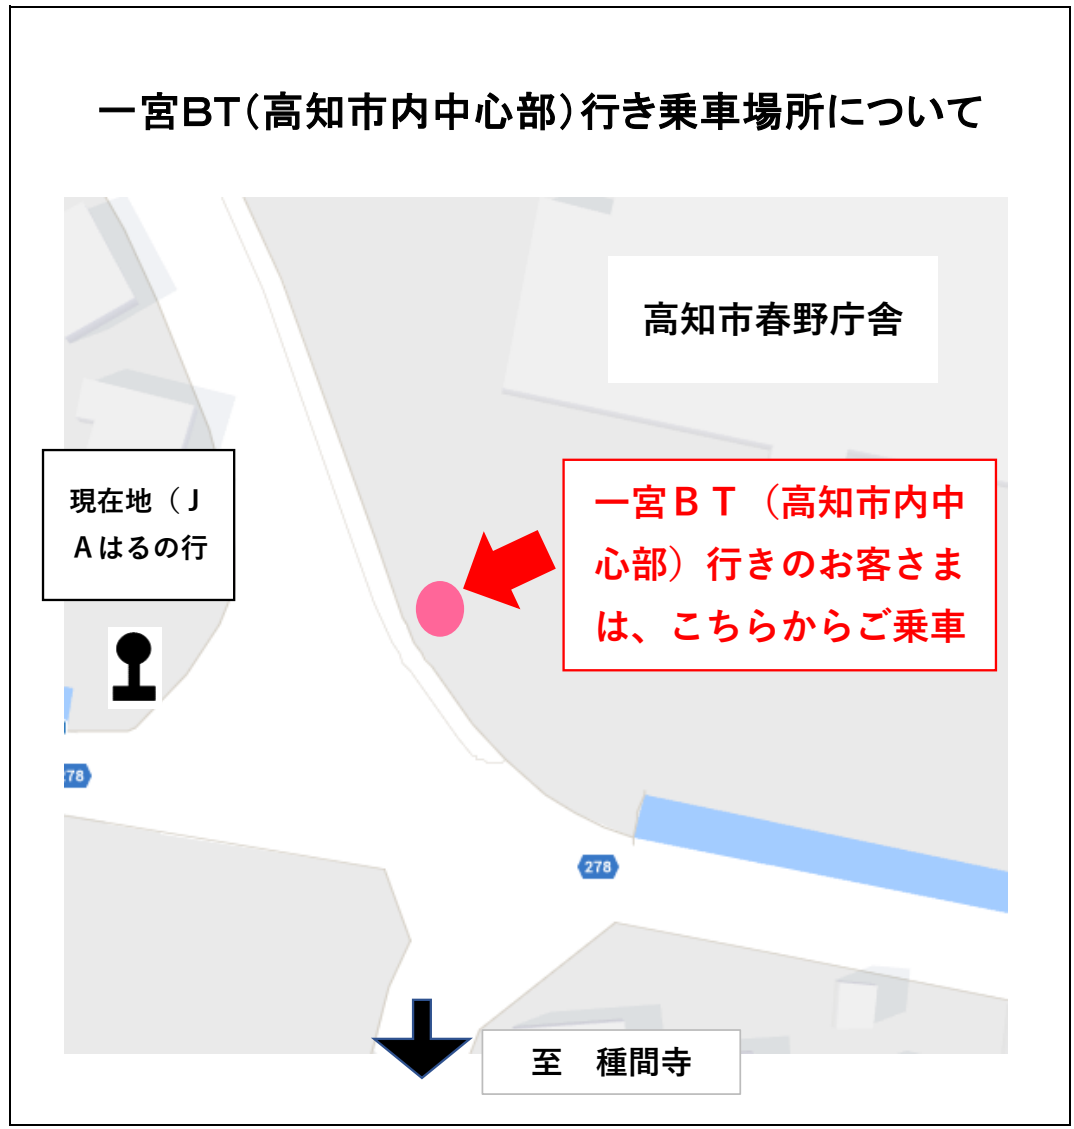 一宮BT(高知市内中心部)行き乗車場所について
高知市春野庁舎
現在地（Ｊ
Ａはるの行
一宮ＢＴ（高知市内中
心部）行きのお客さま
は、こちらからご乗車
278
278
至　種間寺